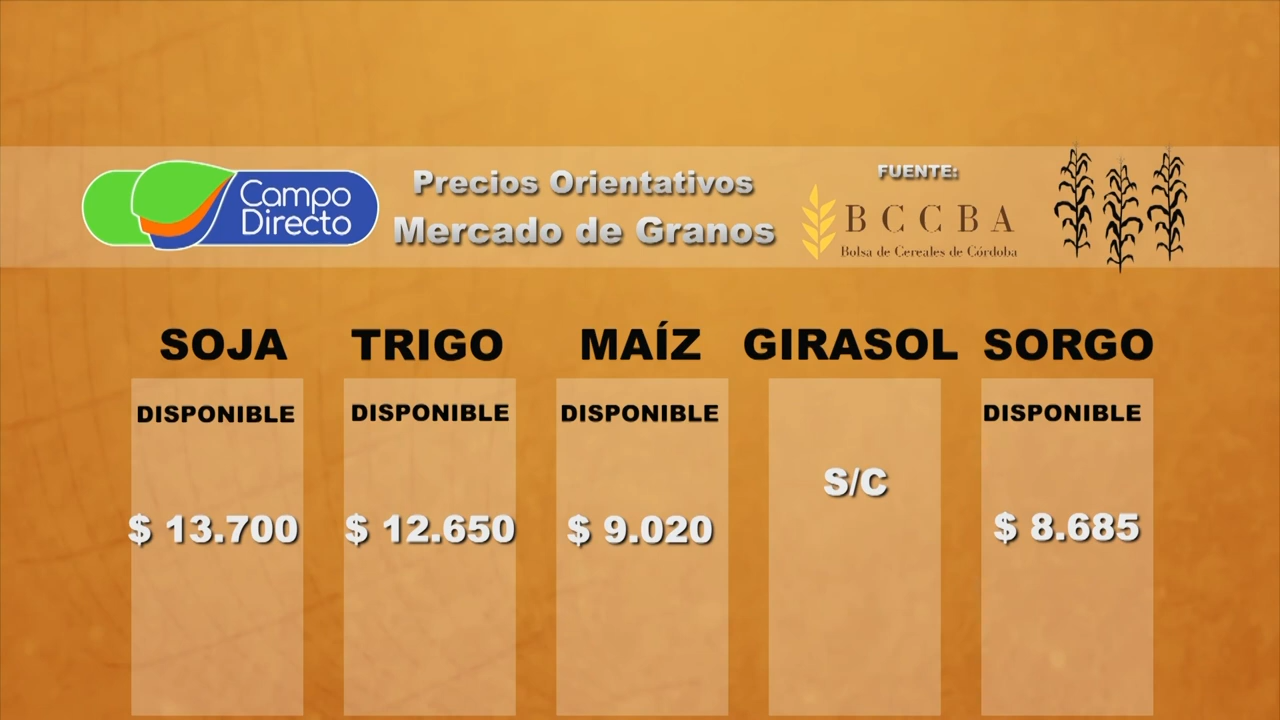 Campo
Directo
Precios Orientativos
Mercado de Granos
FUENTE:
BCCBA
Bolsa de Cereales de Córdoba
SOJA TRIGO MAÍZ GIRASOL SORGO
DISPONIBLE DISPONIBLE DISPONIBLE DISPONIBLE
S/C
$ 13.700 $ 12.650 $ 9.020 $ 8.685